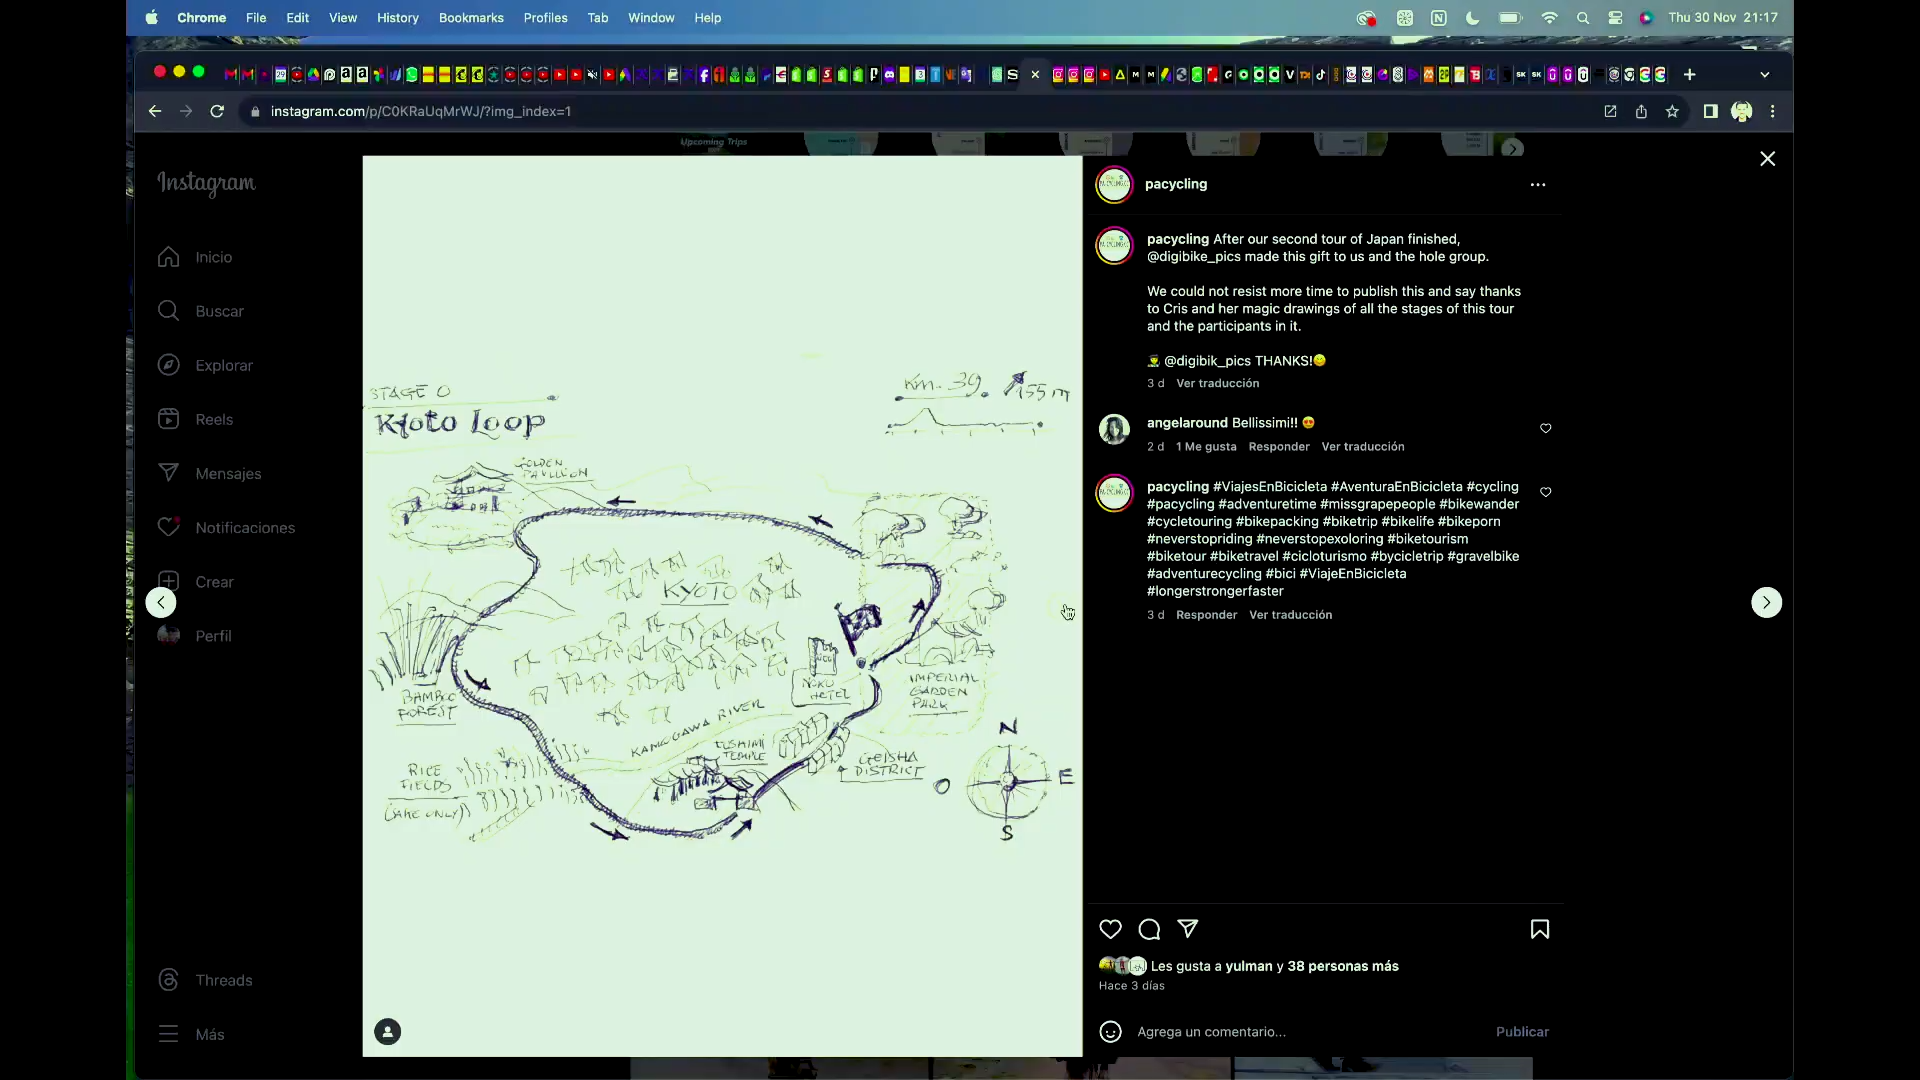 Chrome File Edit View History Bookmarks Profiles Tab Window Help
Thu 30 Nov 21:17
instagram.com/p/C0KRaUqMrWJ/?img_index=1
Upcoming Trips
Instagram
Inicio
Buscar
Explorar
Reels
Mensajes
Notificaciones
Crear
Perfil
Threads
Más
STAGE 0
Kyoto Loop
Km. 39. 155 m
GOLDEN
PAVILLION
KYOTO
BAMBOO
FOREST
RICE
FIELDS
KAMOGAWA RIVER
FUSHIMI
TEMPLE
HOTEL
IMPERIAL
GARDEN
PARK
GEISHA
DISTRICT
N
E
O
S
pacycling
pacycling After our second tour of Japan finished,
@digibike_pics made this gift to us and the hole group.
We could not resist more time to publish this and say thanks
to Cris and her magic drawings of all the stages of this tour
and the participants in it.
@digibik_pics THANKS!
3 d Ver traducción
angelaround Bellissimi!!
2 d 1 Me gusta Responder Ver traducción
pacycling #ViajesEnBicicleta #AventuraEnBicicleta #cycling
#pacycling #adventuretime #missgrapepeople #bikewander
#cycletouring #bikepacking #biketrip #bikelife #bikeporn
#neverstopriding #neverstopexoloring #biketourism
#biketour #biketravel #cicloturismo #bycicletrip #gravelbike
#adventurecycling #bici #ViajeEnBicicleta
#longerstrongerfaster
3 d Responder Ver traducción
Les gusta a yulman y 38 personas más
Hace 3 días
Agrega un comentario...
Publicar